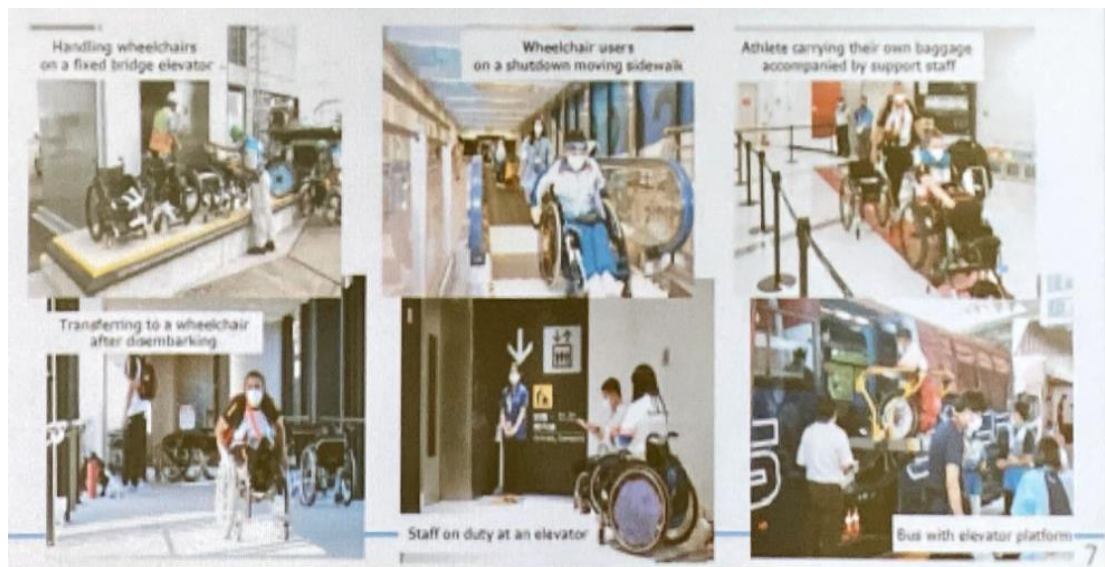 Handling wheelchairs
on a fixed bridge elevator
Wheelchair users
on a shutdown moving sidewalk
Athlete carrying their own baggage
accompanied by support staff
Transferring to a wheelchair
after disembarking
Staff on duty at an elevator
Bus with elevator platform
7